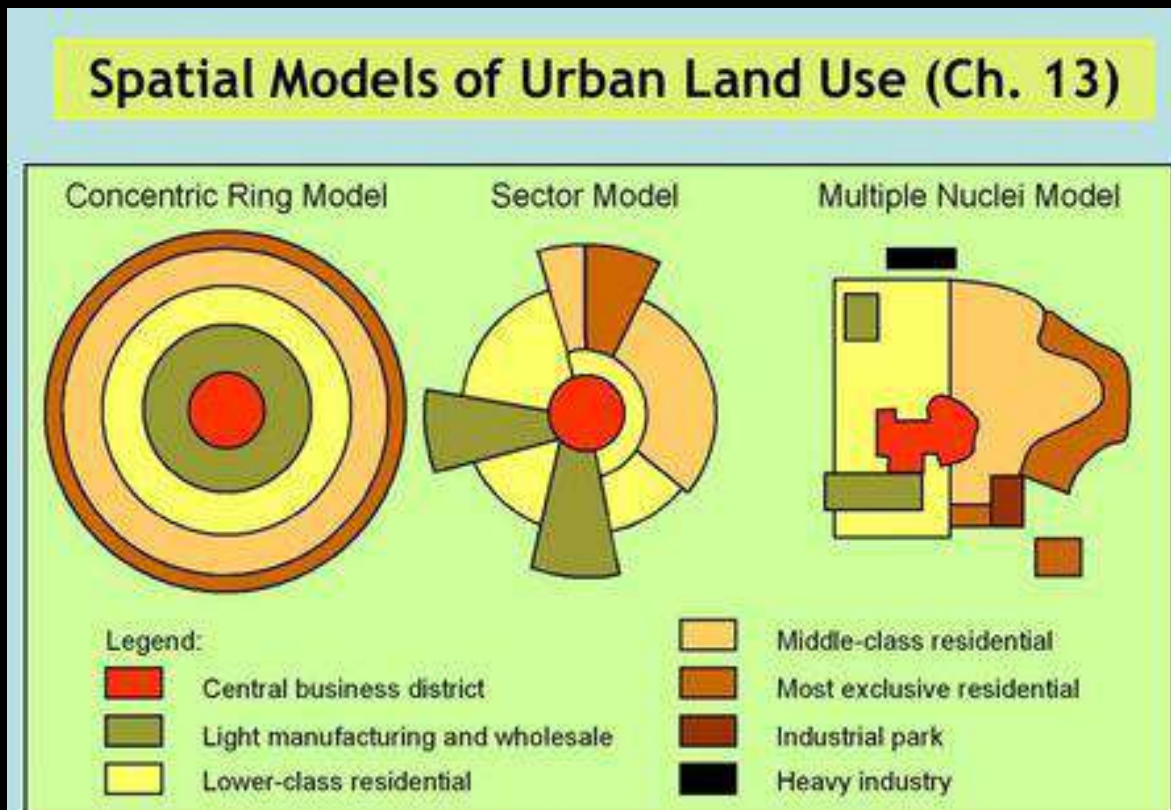 Spatial Models of Urban Land Use (Ch. 13)
Concentric Ring Model
Sector Model
Multiple Nuclei Model
Legend:
Central business district
Light manufacturing and wholesale
Lower-class residential
Middle-class residential
Most exclusive residential
Industrial park
Heavy industry